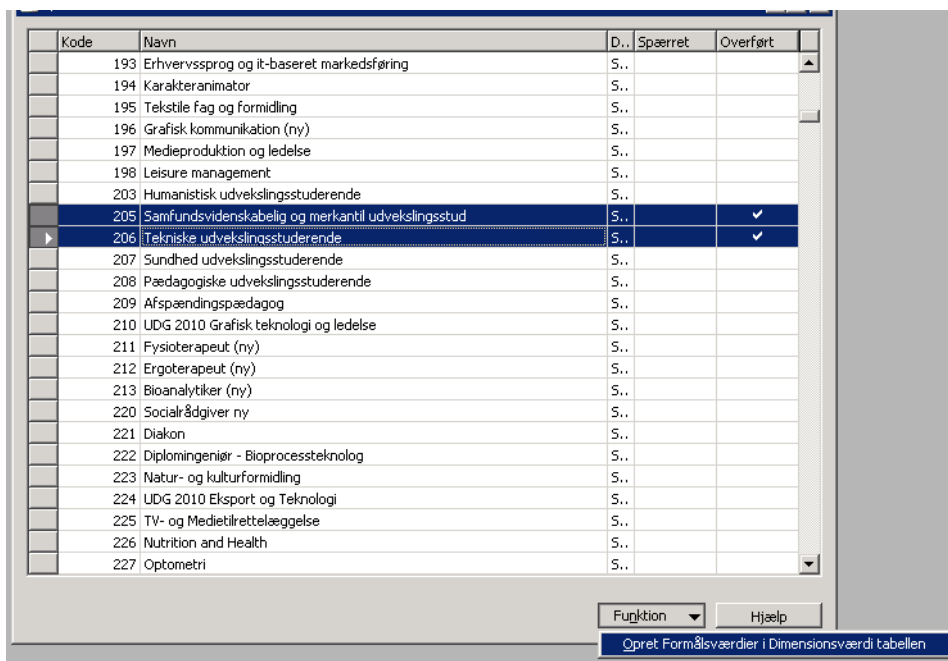 Kode Navn D.. Spærret Overført
193 Erhvervssprog og it-baseret markedsføring S..
194 Karakteranimator S..
195 Tekstile fag og formidling S..
196 Grafisk kommunikation (ny) S..
197 Medieproduktion og ledelse S..
198 Leisure management S..
203 Humanistisk udvekslingsstuderende S..
205 Samfundsvidenskabelig og merkantil udvekslingsstud S.. ✔
206 Tekniske udvekslingsstuderende S.. ✔
207 Sundhed udvekslingsstuderende S..
208 Pædagogiske udvekslingsstuderende S..
209 Afspændingspædagog S..
210 UDG 2010 Grafisk teknologi og ledelse S..
211 Fysioterapeut (ny) S..
212 Ergoterapeut (ny) S..
213 Bioanalytiker (ny) S..
220 Socialrådgiver ny S..
221 Diakon S..
222 Diplomingeniør - Bioprocessteknolog S..
223 Natur- og kulturformidling S..
224 UDG 2010 Eksport og Teknologi S..
225 TV- og Medietilrettelæggelse S..
226 Nutrition and Health S..
227 Optometri S..
Funktion Hjælp
Opret Formålsværdier i Dimensionsværdi tabellen